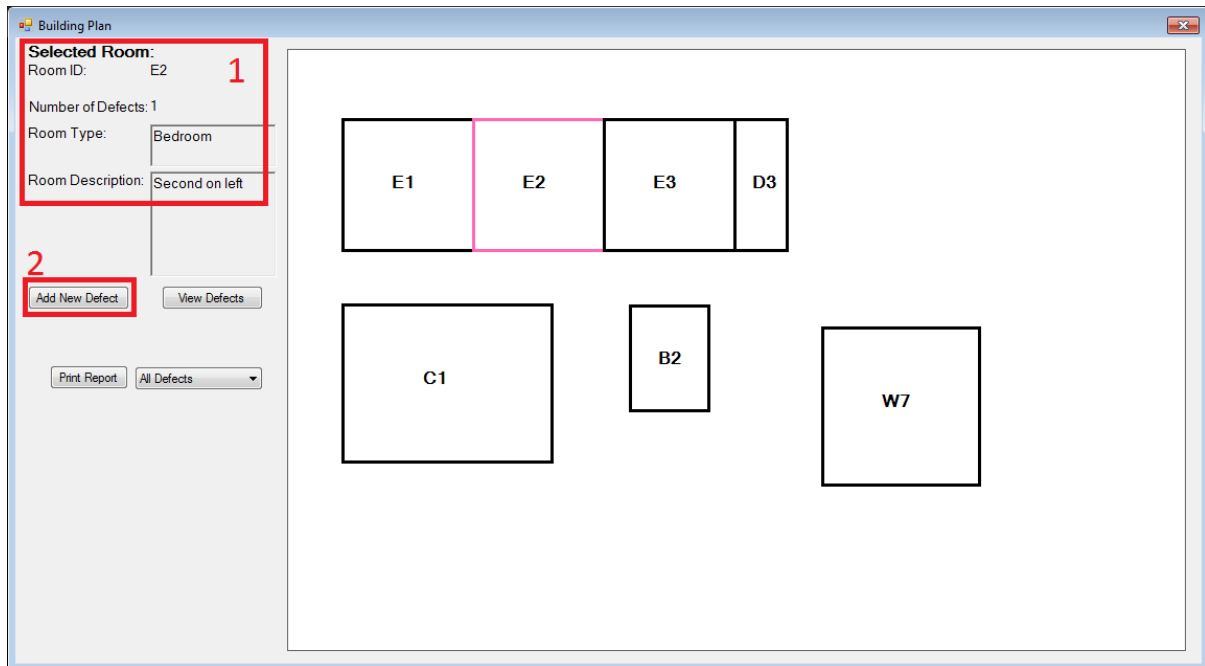 Building Plan
Selected Room:
Room ID: E2
1
Number of Defects: 1
Room Type: Bedroom
Room Description: Second on left
2
Add New Defect View Defects
Print Report All Defects
E1 E2 E3 D3
C1 B2 W7